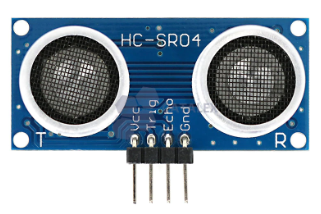 HC-SR04
Vcc
Trig
Echo
Gnd
T
R